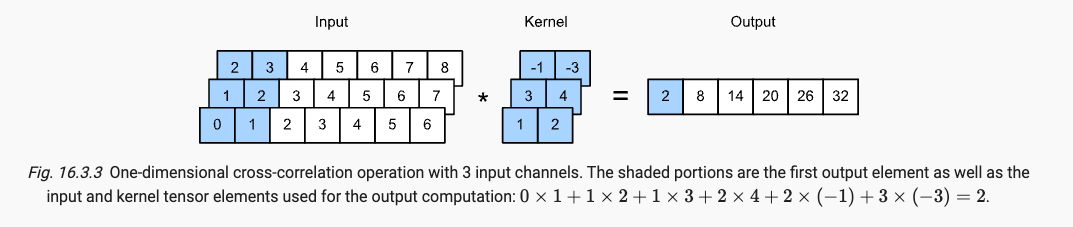 Input Kernel Output
2 3 4 5 6 7 8 -1 -3
1 2 3 4 5 6 7 * 3 4 = 2 8 14 20 26 32
0 1 2 3 4 5 6 1 2
Fig. 16.3.3 One-dimensional cross-correlation operation with 3 input channels. The shaded portions are the first output element as well as the
input and kernel tensor elements used for the output computation: 0 × 1 + 1 × 2 + 1 × 3 + 2 × 4 + 2 × (−1) + 3 × (−3) = 2.